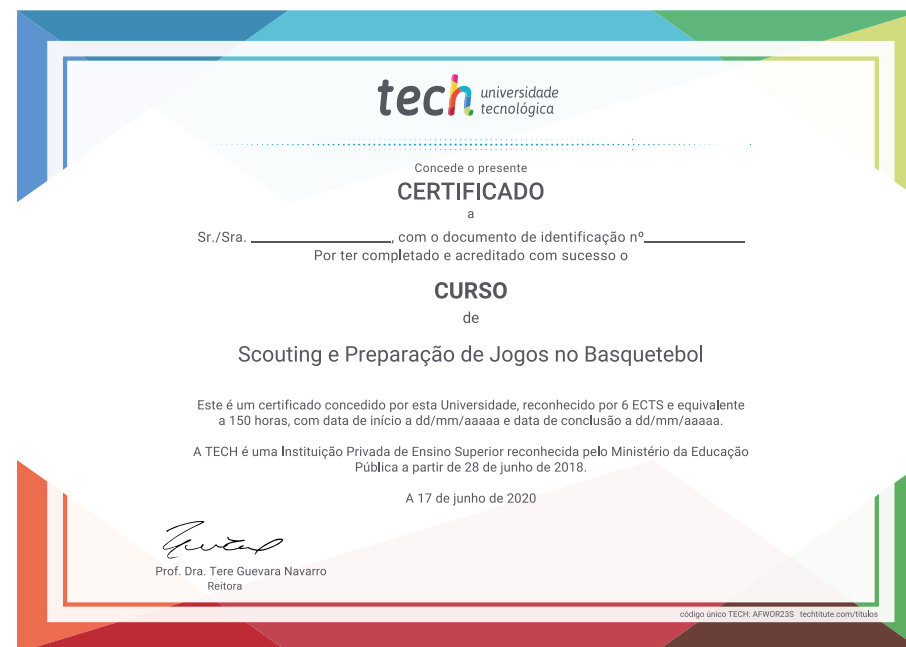 tech universidade
tecnológica
Concede o presente
CERTIFICADO
a
Sr./Sra. ____________, com o documento de identificação nº____________
Por ter completado e acreditado com sucesso o
CURSO
de
Scouting e Preparação de Jogos no Basquetebol
Este é um certificado concedido por esta Universidade, reconhecido por 6 ECTS e equivalente
a 150 horas, com data de início a dd/mm/aaaaa e data de conclusão a dd/mm/aaaaa.
A TECH é uma Instituição Privada de Ensino Superior reconhecida pelo Ministério da Educação
Pública a partir de 28 de junho de 2018.
A 17 de junho de 2020
Prof. Dra. Tere Guevara Navarro
Reitora
código único TECH: AFWOR23S techtitute.com/titulos